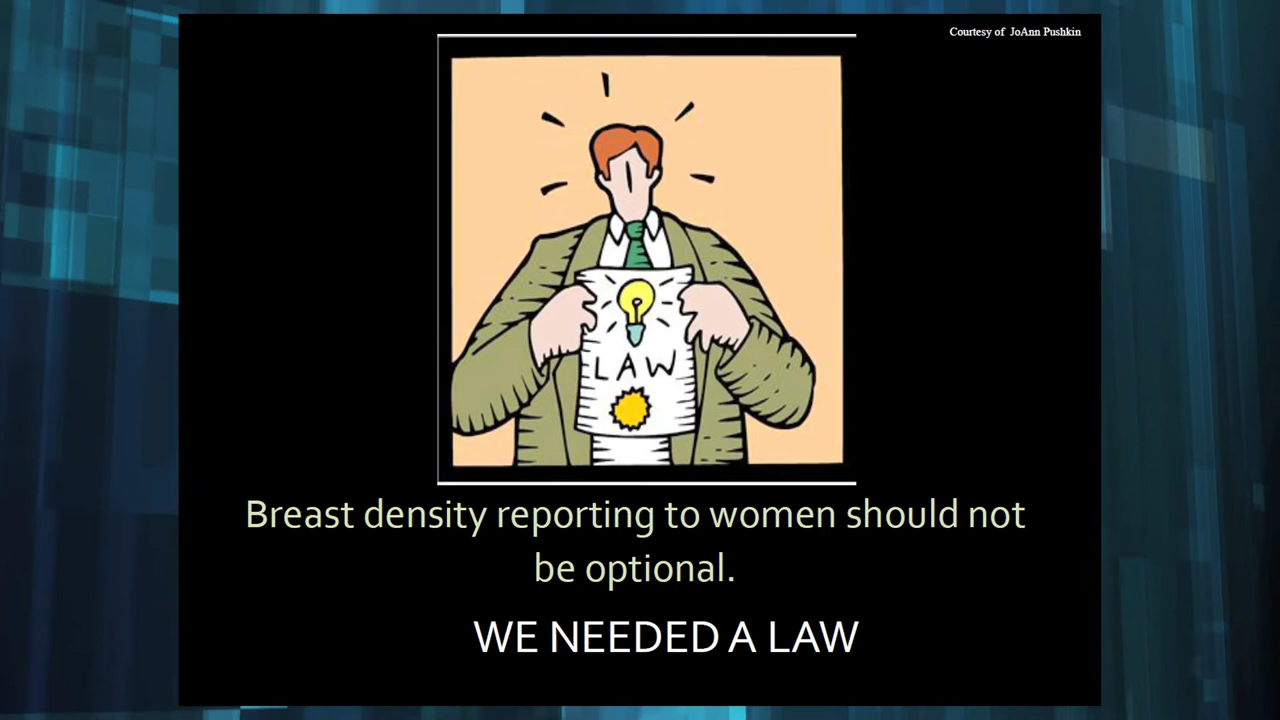 Courtesy of JoAnn Pushkin
LAW
Breast density reporting to women should not
be optional.
WE NEEDED A LAW